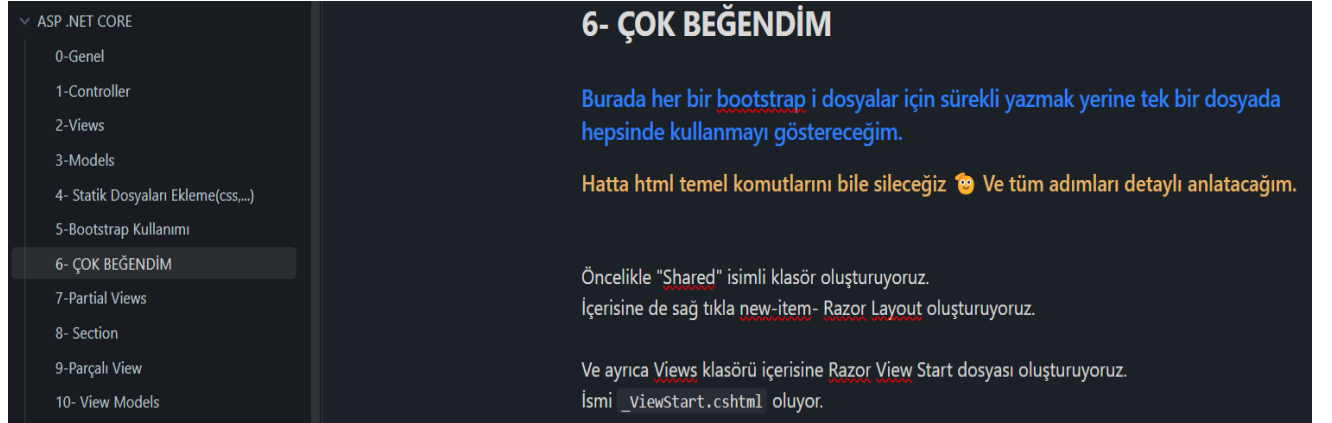 ASP .NET CORE
0-Genel
1-Controller
2-Views
3-Models
4- Statik Dosyaları Ekleme(css,...)
5-Bootstrap Kullanımı
6- ÇOK BEĞENDİM
7-Partial Views
8- Section
9-Parçalı View
10- View Models
6- ÇOK BEĞENDİM
Burada her bir bootstrap i dosyalar için sürekli yazmak yerine tek bir dosyada
hepsinde kullanmayı göstereceğim.
Hatta html temel komutlarını bile sileceğiz 🫡 Ve tüm adımları detaylı anlatacağım.
Öncelikle "Shared" isimli klasör oluşturuyoruz.
İçerisine de sağ tıkla new-item- Razor Layout oluşturuyoruz.
Ve ayrıca Views klasörü içerisine Razor View Start dosyası oluşturuyoruz.
İsmi _ViewStart.cshtml oluyor.